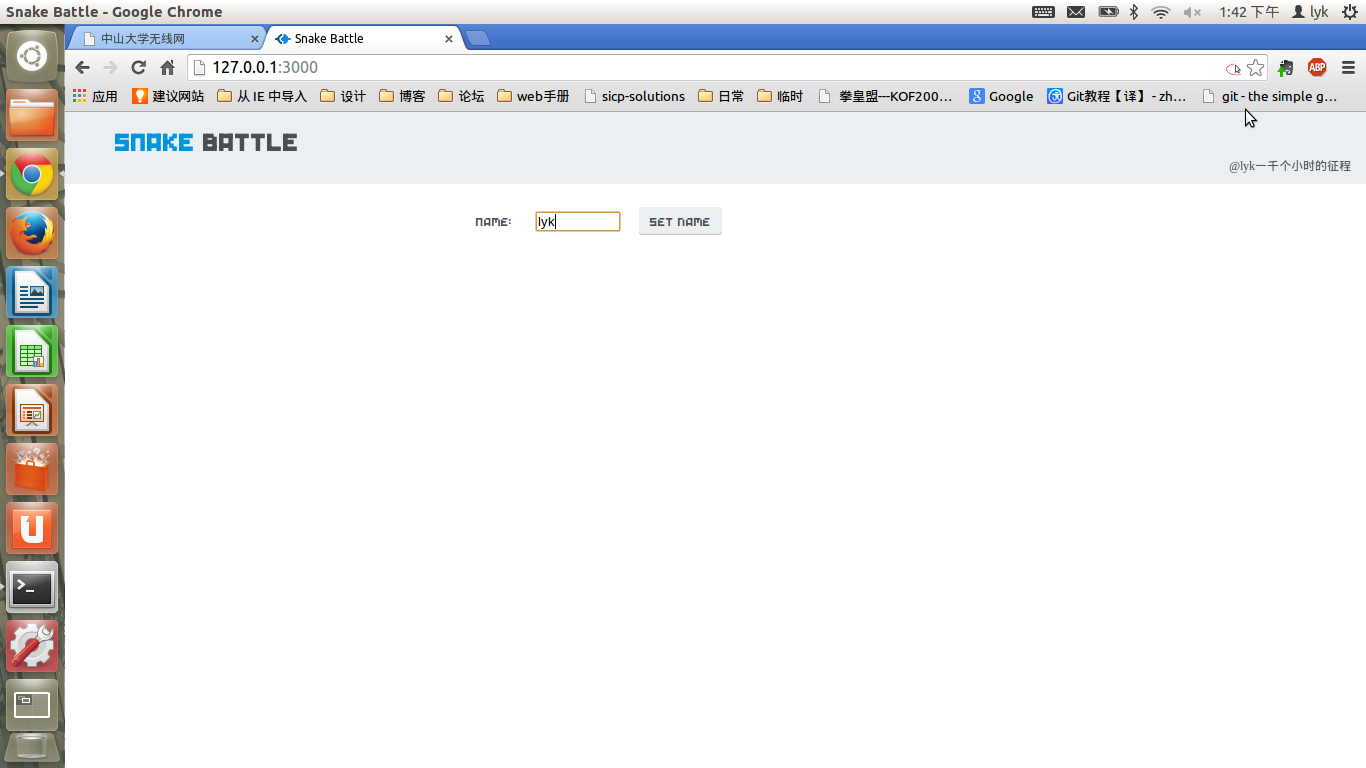 Snake Battle - Google Chrome
1:42 下午 lyk
中山大学无线网 Snake Battle
127.0.0.1:3000 ABP
应用 建议网站 从 IE 中导入 设计 博客 论坛 web手册 sicp-solutions 日常 临时 拳皇盟---KOF200... Google Git教程【译】- zh... git - the simple g...
SNAKE BATTLE
@lyk一千个小时的征程
NAME: lyk SET NAME